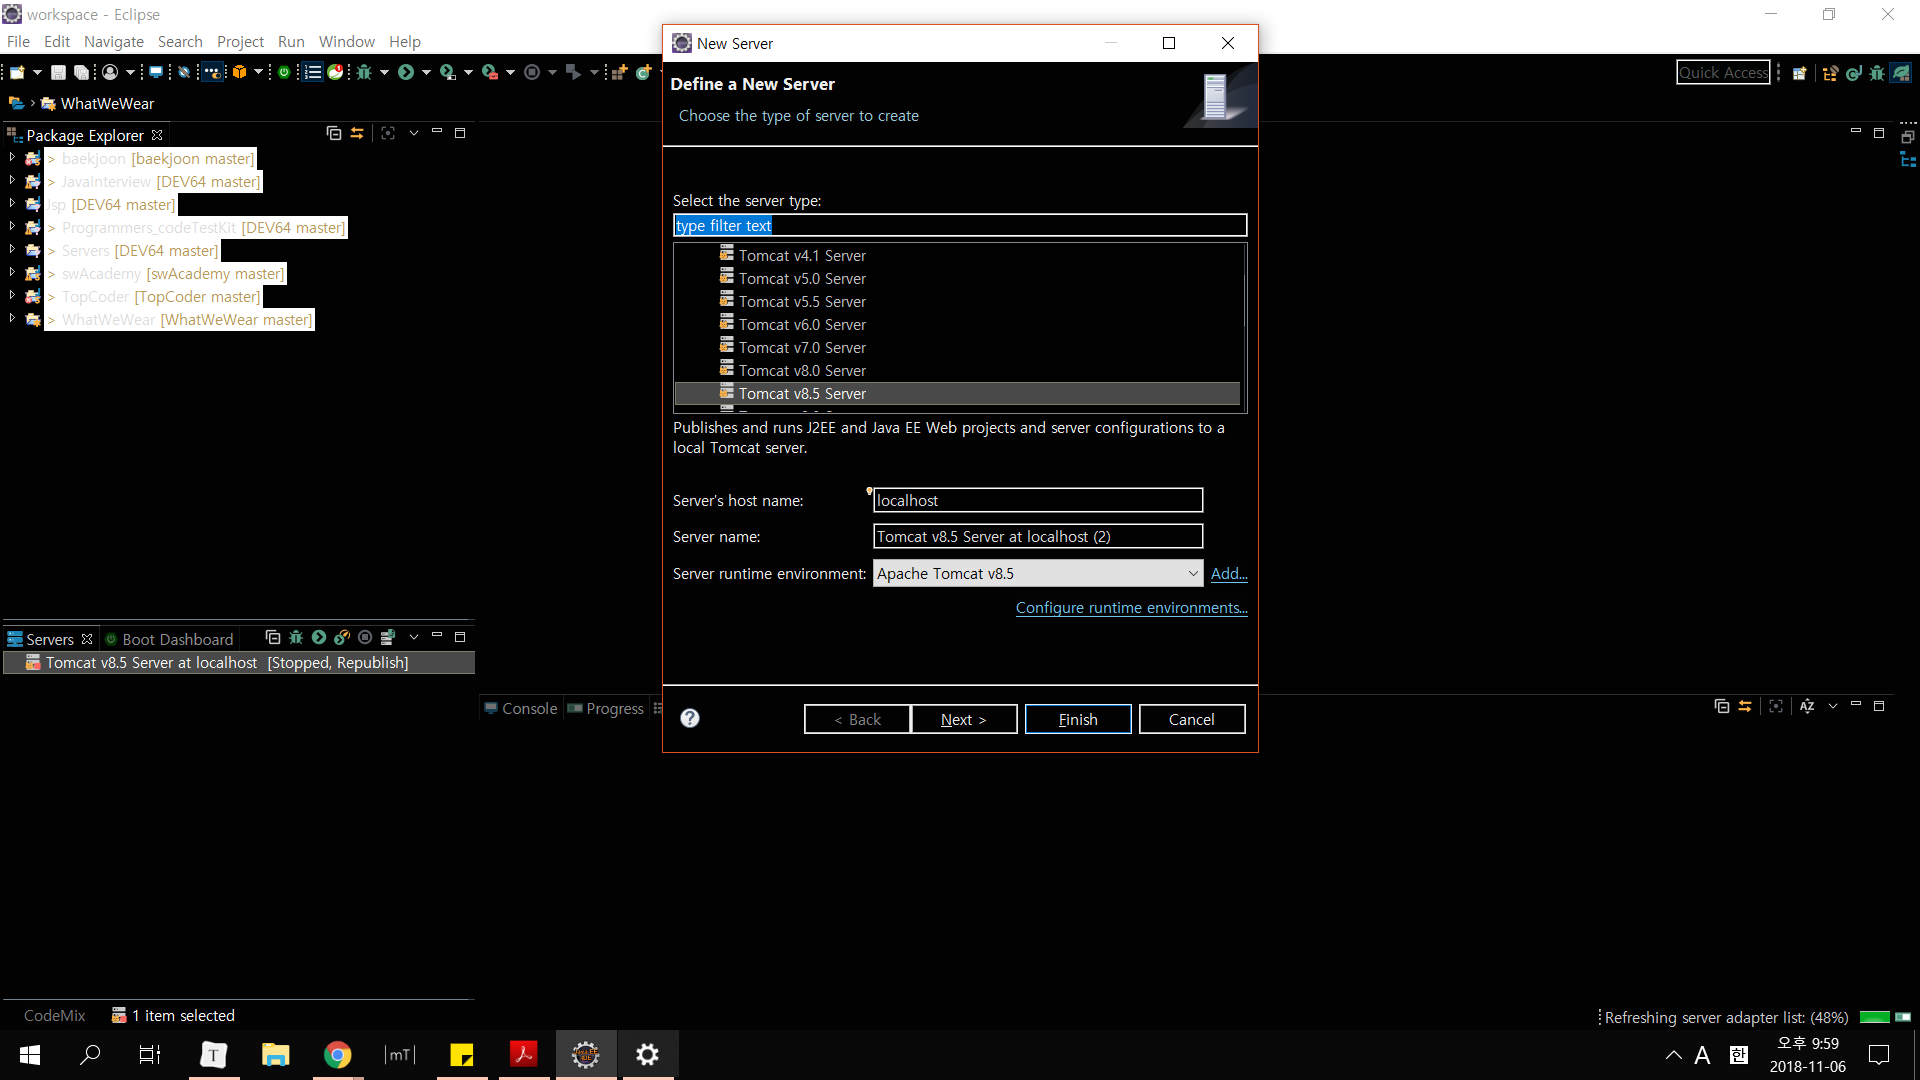 workspace - Eclipse
File Edit Navigate Search Project Run Window Help
Quick Access
WhatWeWear
Package Explorer
> baekjoon [baekjoon master]
> JavaInterview [DEV64 master]
Jsp [DEV64 master]
> Programmers_codeTestKit [DEV64 master]
> Servers [DEV64 master]
> swAcademy [swAcademy master]
> TopCoder [TopCoder master]
> WhatWeWear [WhatWeWear master]
Servers Boot Dashboard
Tomcat v8.5 Server at localhost [Stopped, Republish]
Console Progress
New Server
Define a New Server
Choose the type of server to create
Select the server type:
type filter text
Tomcat v4.1 Server
Tomcat v5.0 Server
Tomcat v5.5 Server
Tomcat v6.0 Server
Tomcat v7.0 Server
Tomcat v8.0 Server
Tomcat v8.5 Server
Publishes and runs J2EE and Java EE Web projects and server configurations to a
local Tomcat server.
Server's host name: localhost
Server name: Tomcat v8.5 Server at localhost (2)
Server runtime environment: Apache Tomcat v8.5 Add...
Configure runtime environments...
< Back Next > Finish Cancel
CodeMix 1 item selected
Refreshing server adapter list: (48%)
T |mT| A 한
오후 9:59
2018-11-06